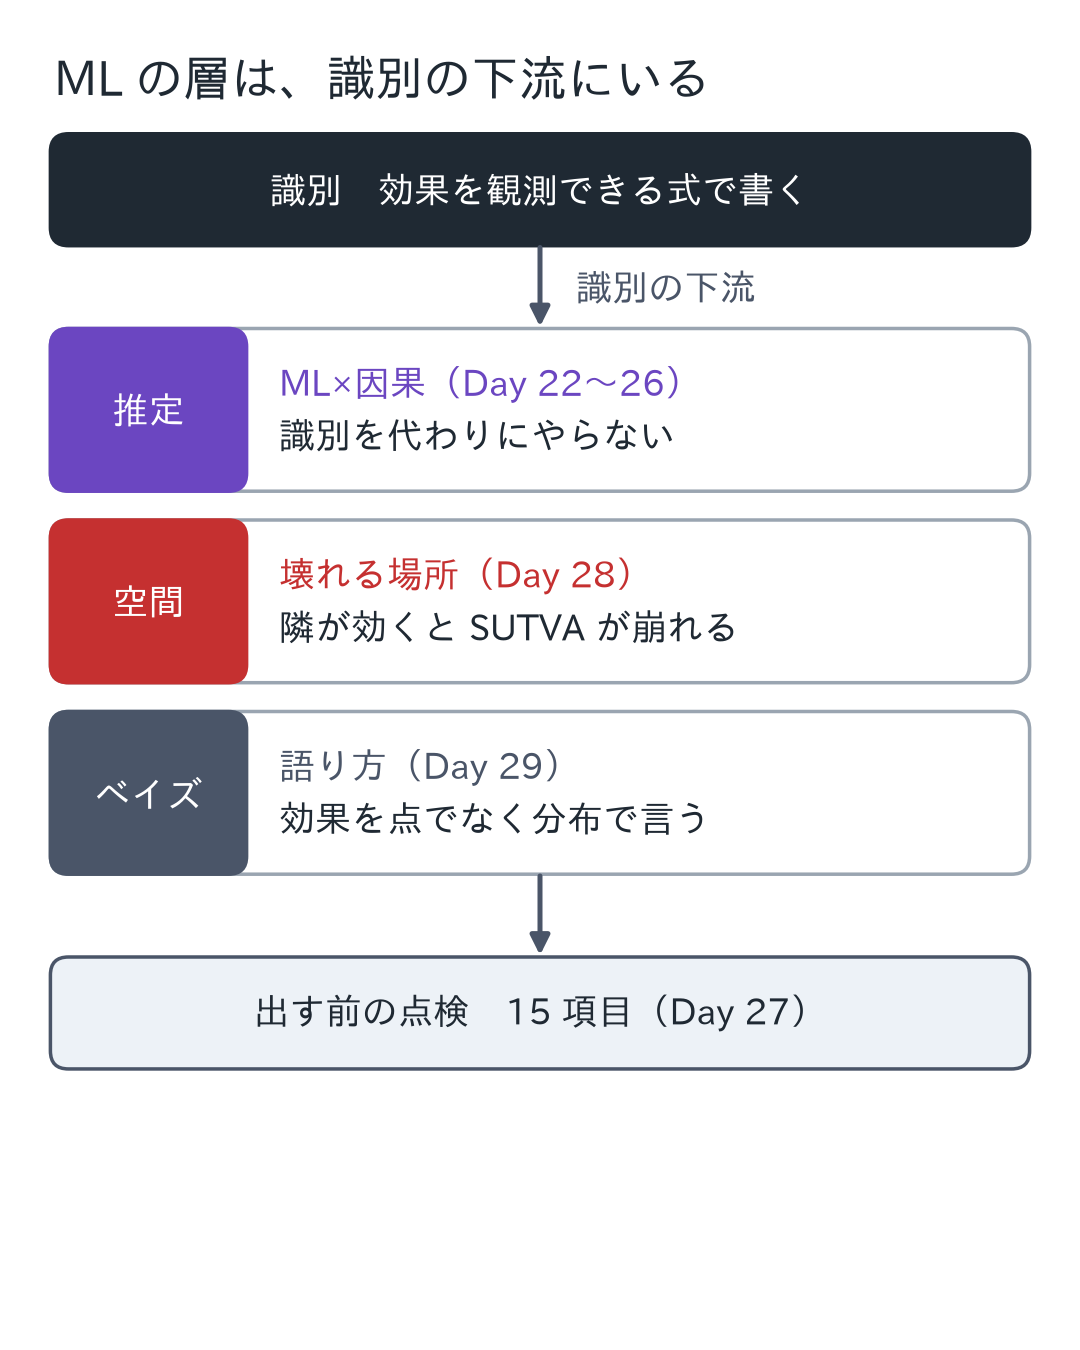 ML の層は、識別の下流にいる
識別　効果を観測できる式で書く
識別の下流
推定
ML×因果（Day 22〜26）
識別を代わりにやらない
空間
壊れる場所（Day 28）
隣が効くと SUTVA が崩れる
ベイズ
語り方（Day 29）
効果を点でなく分布で言う
出す前の点検　15 項目（Day 27）